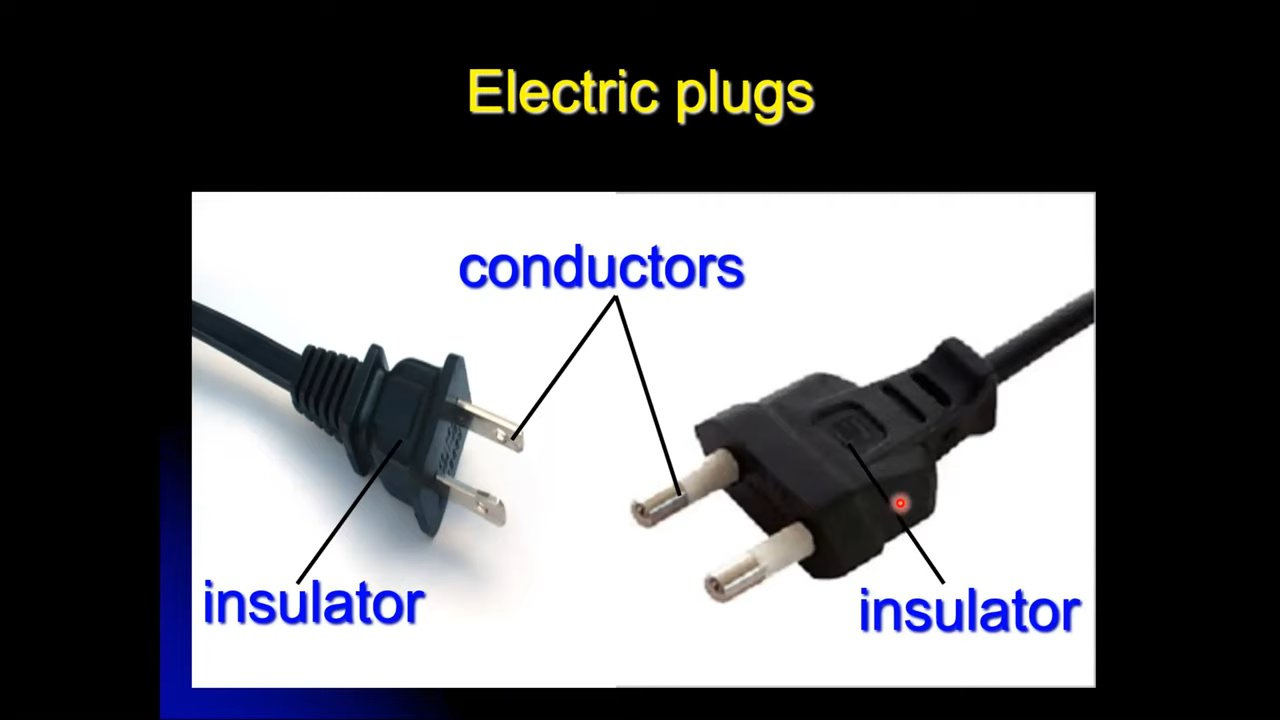 Electric plugs
conductors
insulator
insulator